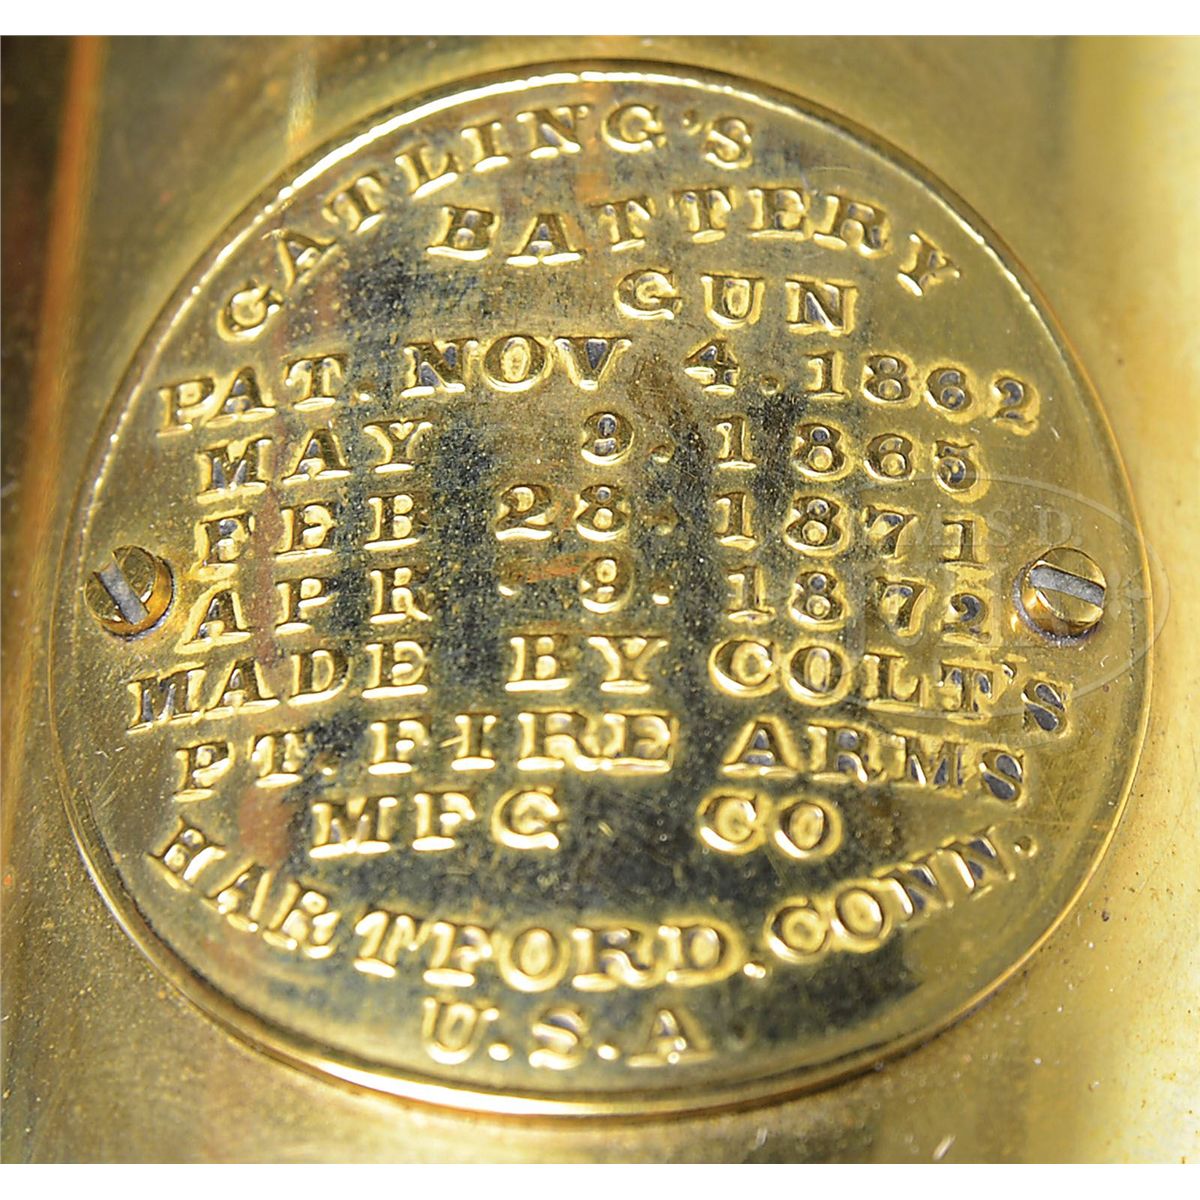 GATLING'S
BATTERY
GUN
PAT. NOV 4. 1862
MAY 9. 1865
FEB 28. 1871
APR 9. 1872
MADE BY COLT'S
PT. FIRE ARMS
MFG CO
HARTFORD. CONN.
U.S.A.